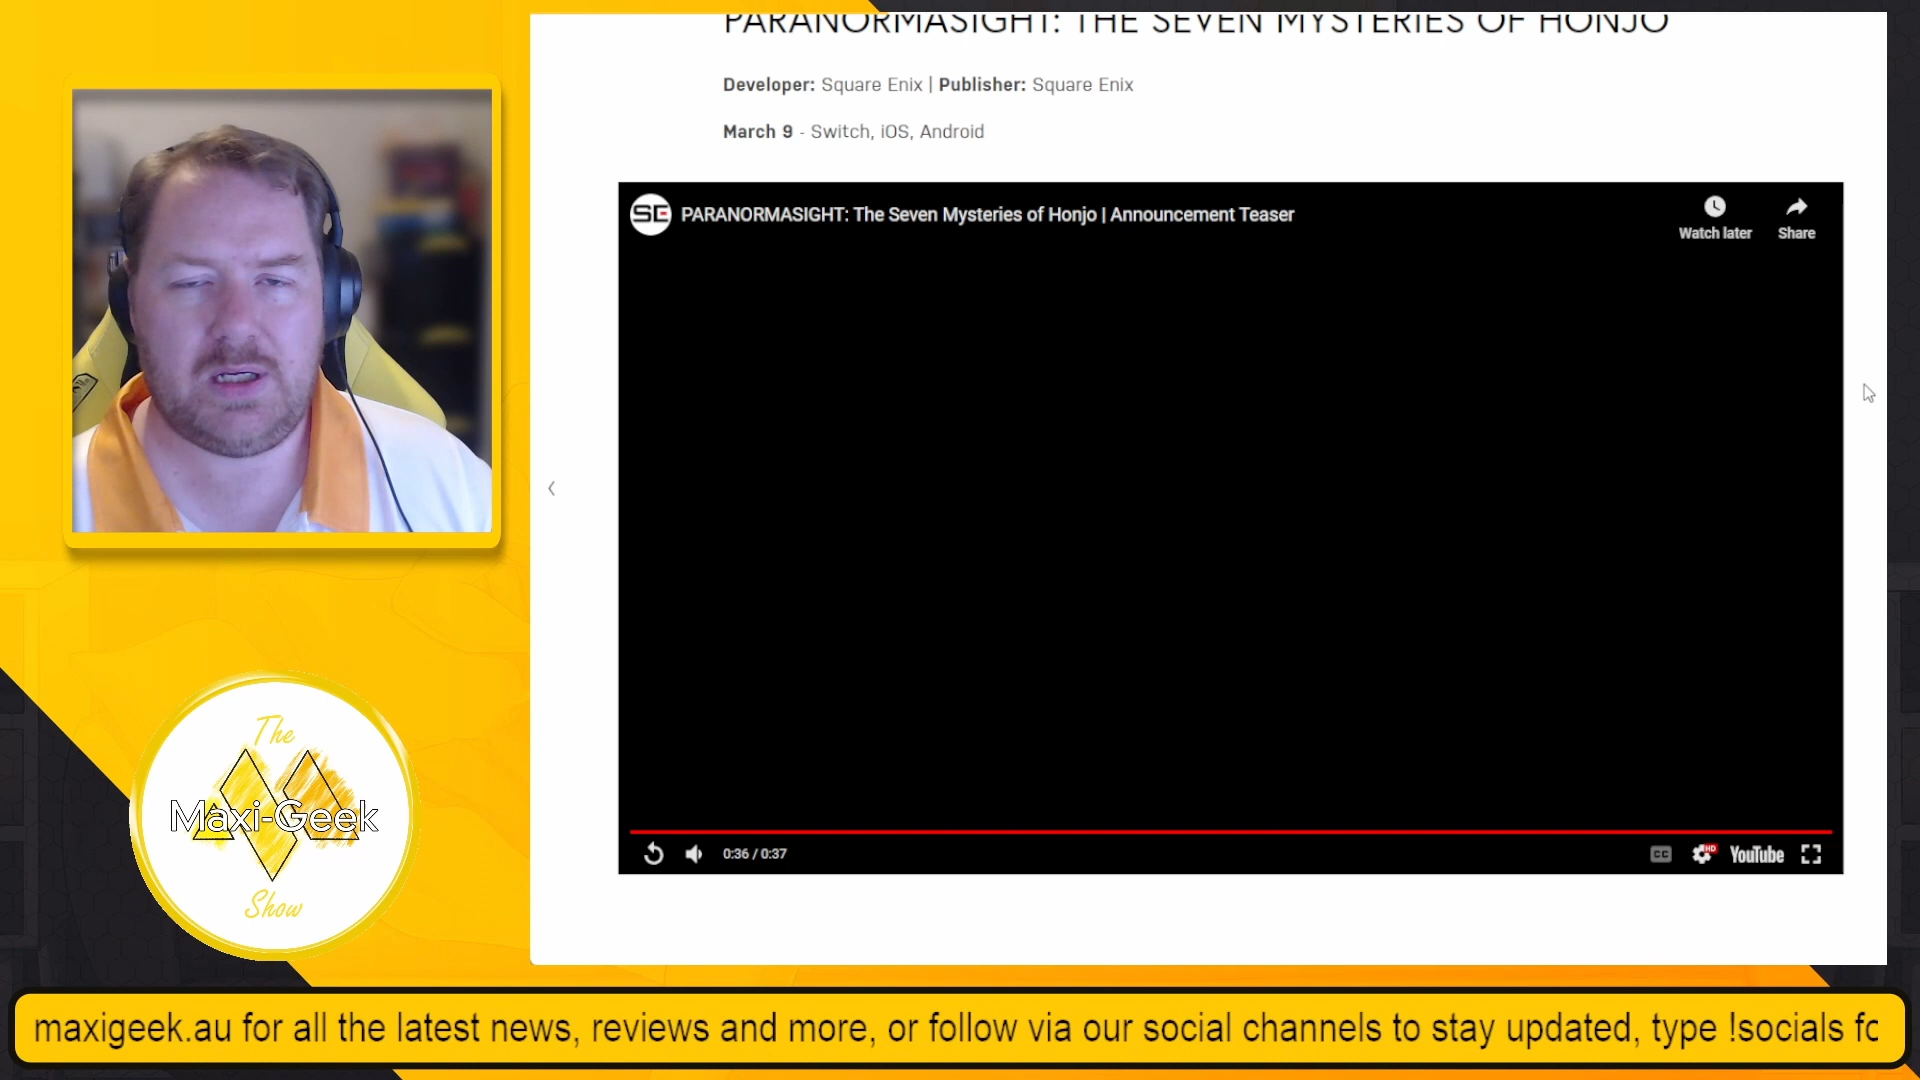 PARANORMASIGHT: THE SEVEN MYSTERIES OF HONJO
Developer: Square Enix | Publisher: Square Enix
March 9 - Switch, iOS, Android
SE
PARANORMASIGHT: The Seven Mysteries of Honjo | Announcement Teaser
Watch later
Share
0:36 / 0:37
CC
HD
YouTube
The
Maxi-Geek
Show
maxigeek.au for all the latest news, reviews and more, or follow via our social channels to stay updated, type !socials